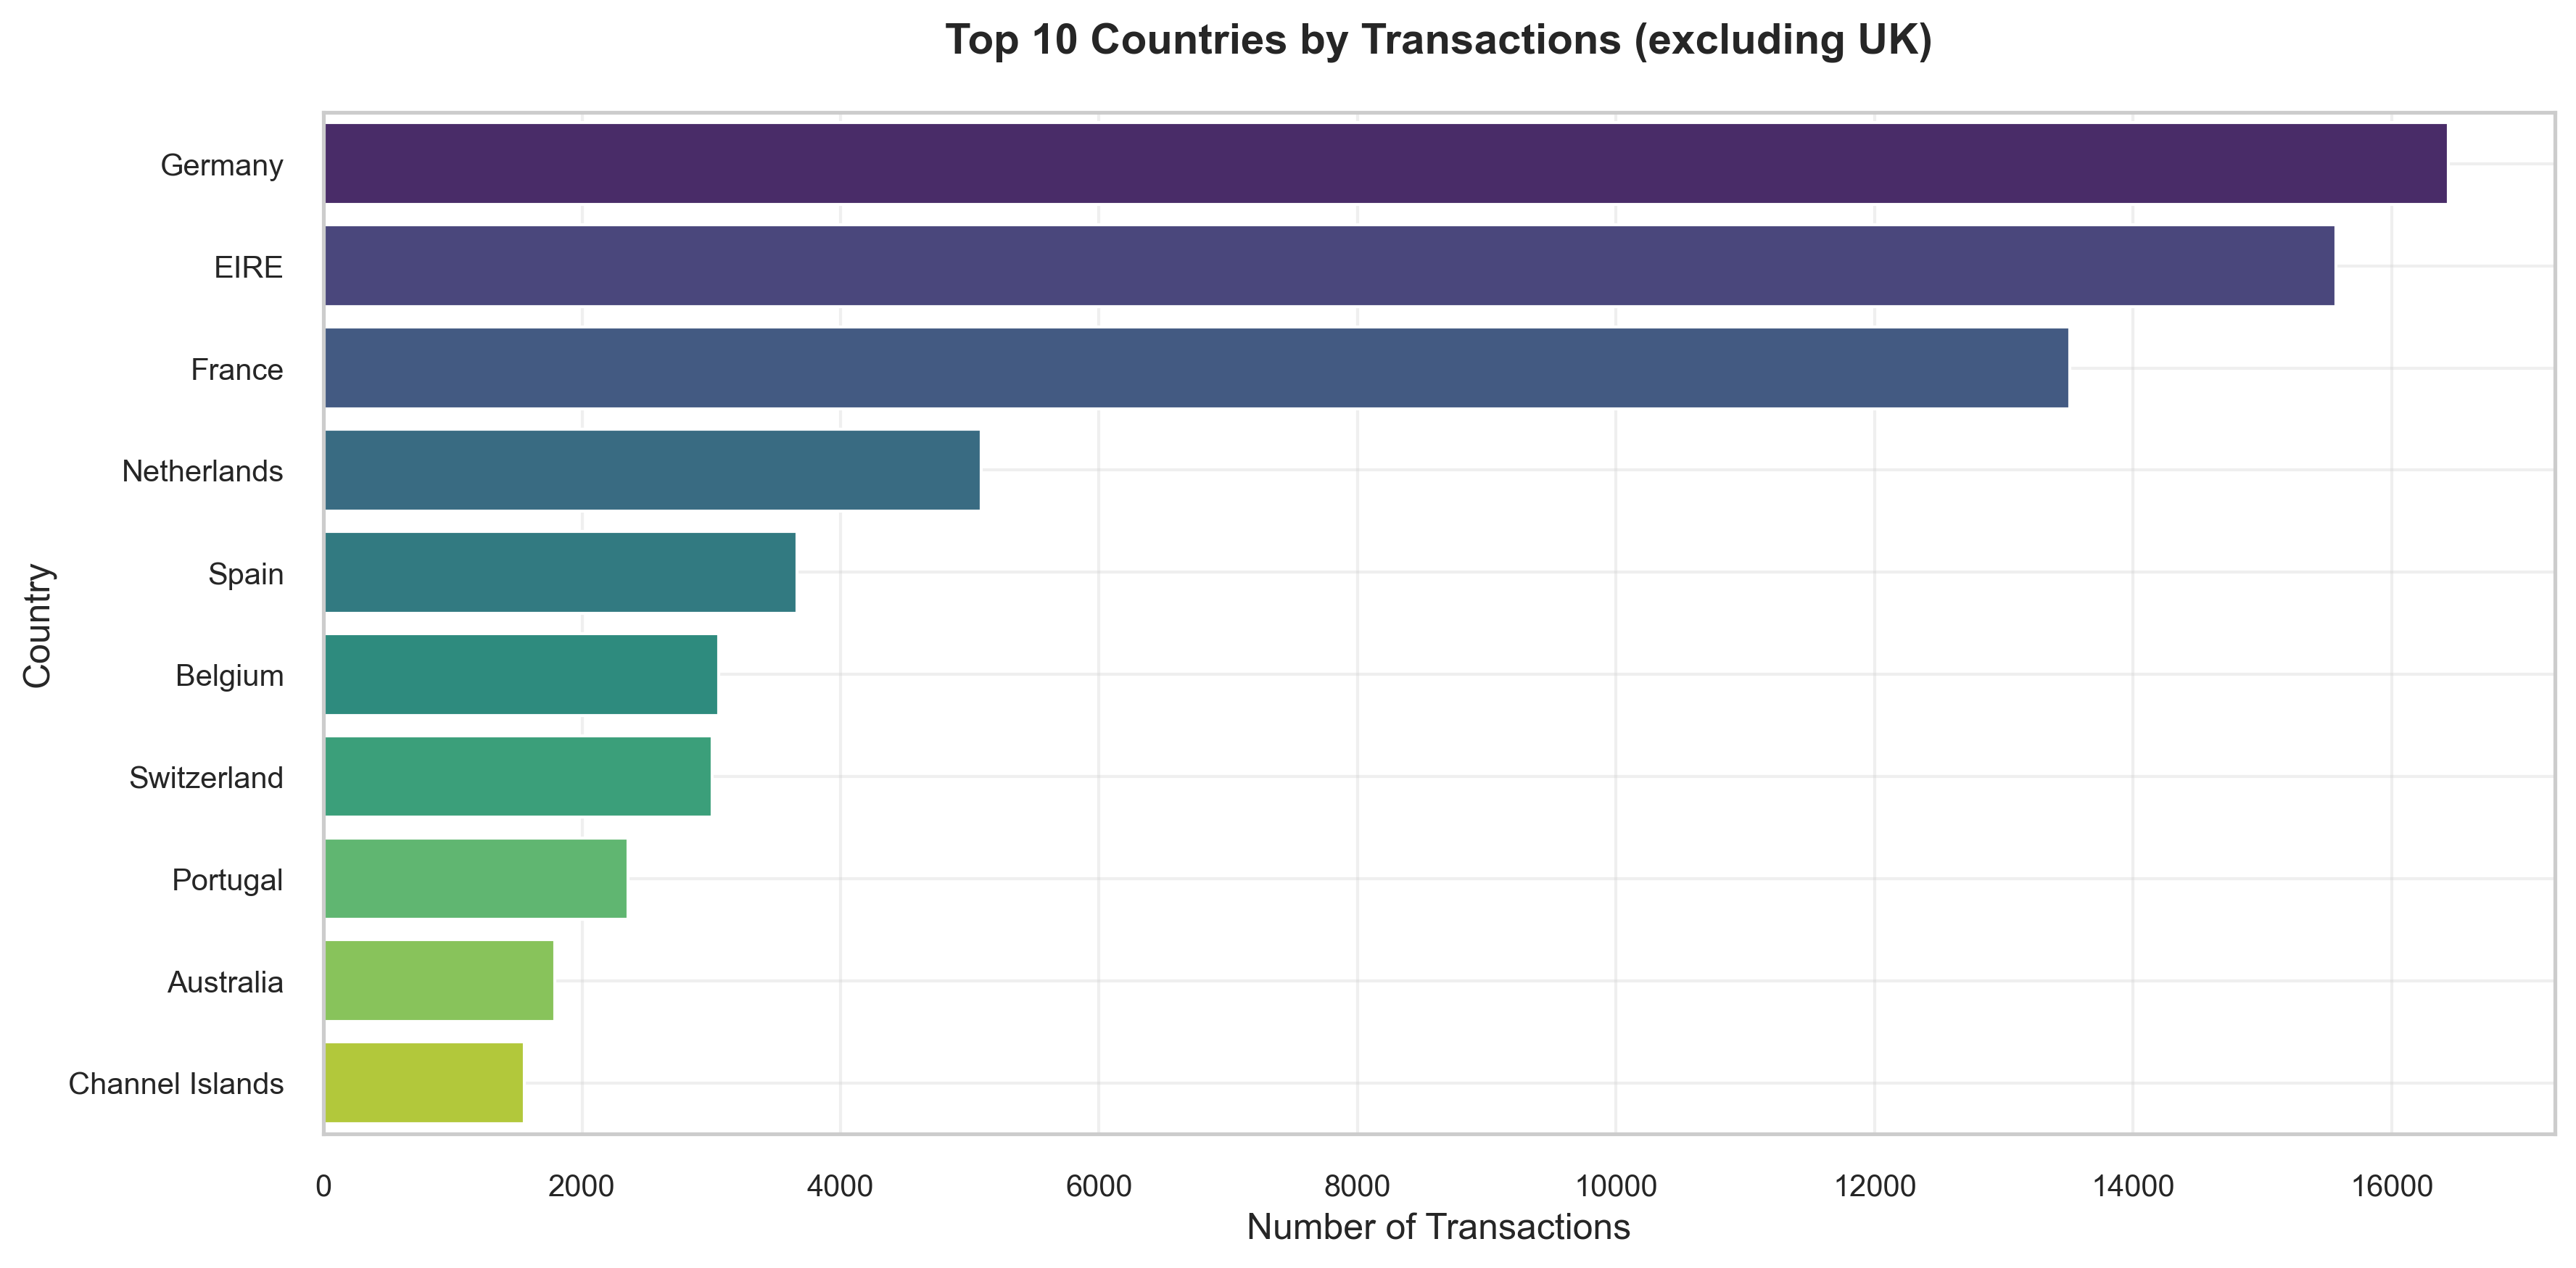 Top 10 Countries by Transactions (excluding UK)
Country
Germany
EIRE
France
Netherlands
Spain
Belgium
Switzerland
Portugal
Australia
Channel Islands
0 2000 4000 6000 8000 10000 12000 14000 16000
Number of Transactions